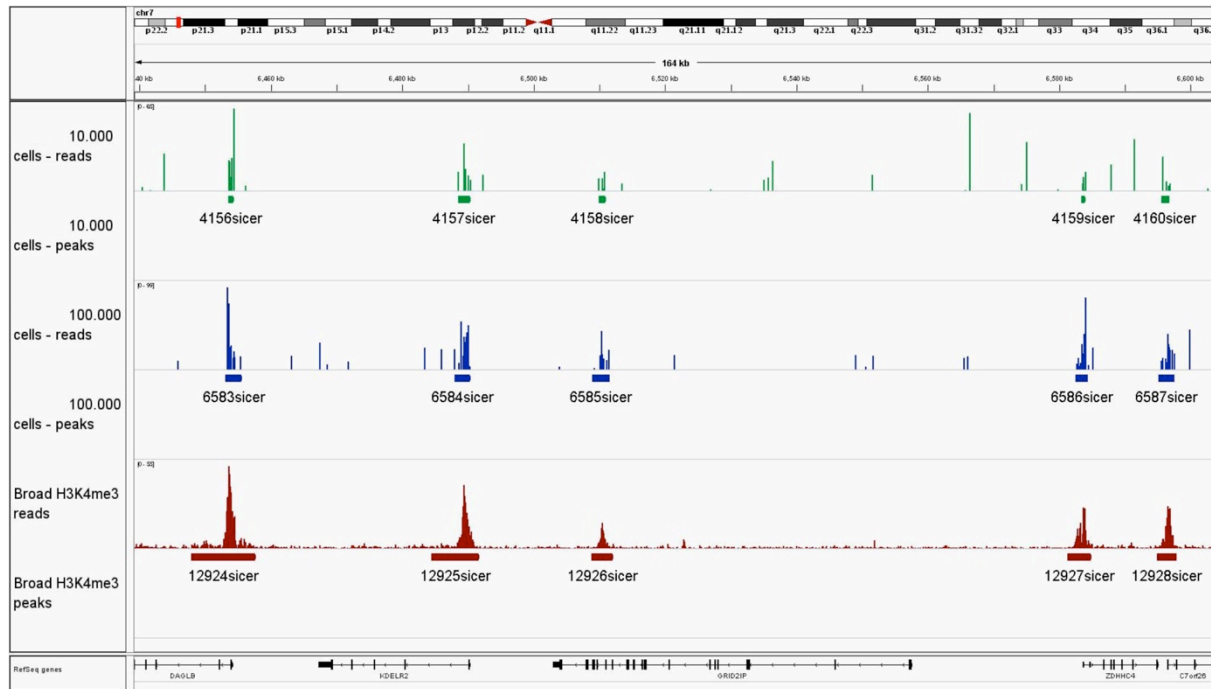 chr7
p22.2 p21.3 p21.1 p15.3 p15.1 p14.2 p13 p12.2 p11.2 q11.1 q11.22 q11.23 q21.11 q21.12 q21.3 q22.1 q22.3 q31.2 q31.32 q32.1 q33 q34 q35 q36.1 q36.
164 kb
40 kb 6,460 kb 6,480 kb 6,500 kb 6,520 kb 6,540 kb 6,560 kb 6,580 kb 6,600 kb
10.000
cells - reads
4156sicer 4157sicer 4158sicer 4159sicer 4160sicer
10.000
cells - peaks
100.000
cells - reads
6583sicer 6584sicer 6585sicer 6586sicer 6587sicer
100.000
cells - peaks
Broad H3K4me3
reads
12924sicer 12925sicer 12926sicer 12927sicer 12928sicer
Broad H3K4me3
peaks
RefSeq genes
DAGLB KDELR2 GRID2IP ZDHHC4 C7orf26